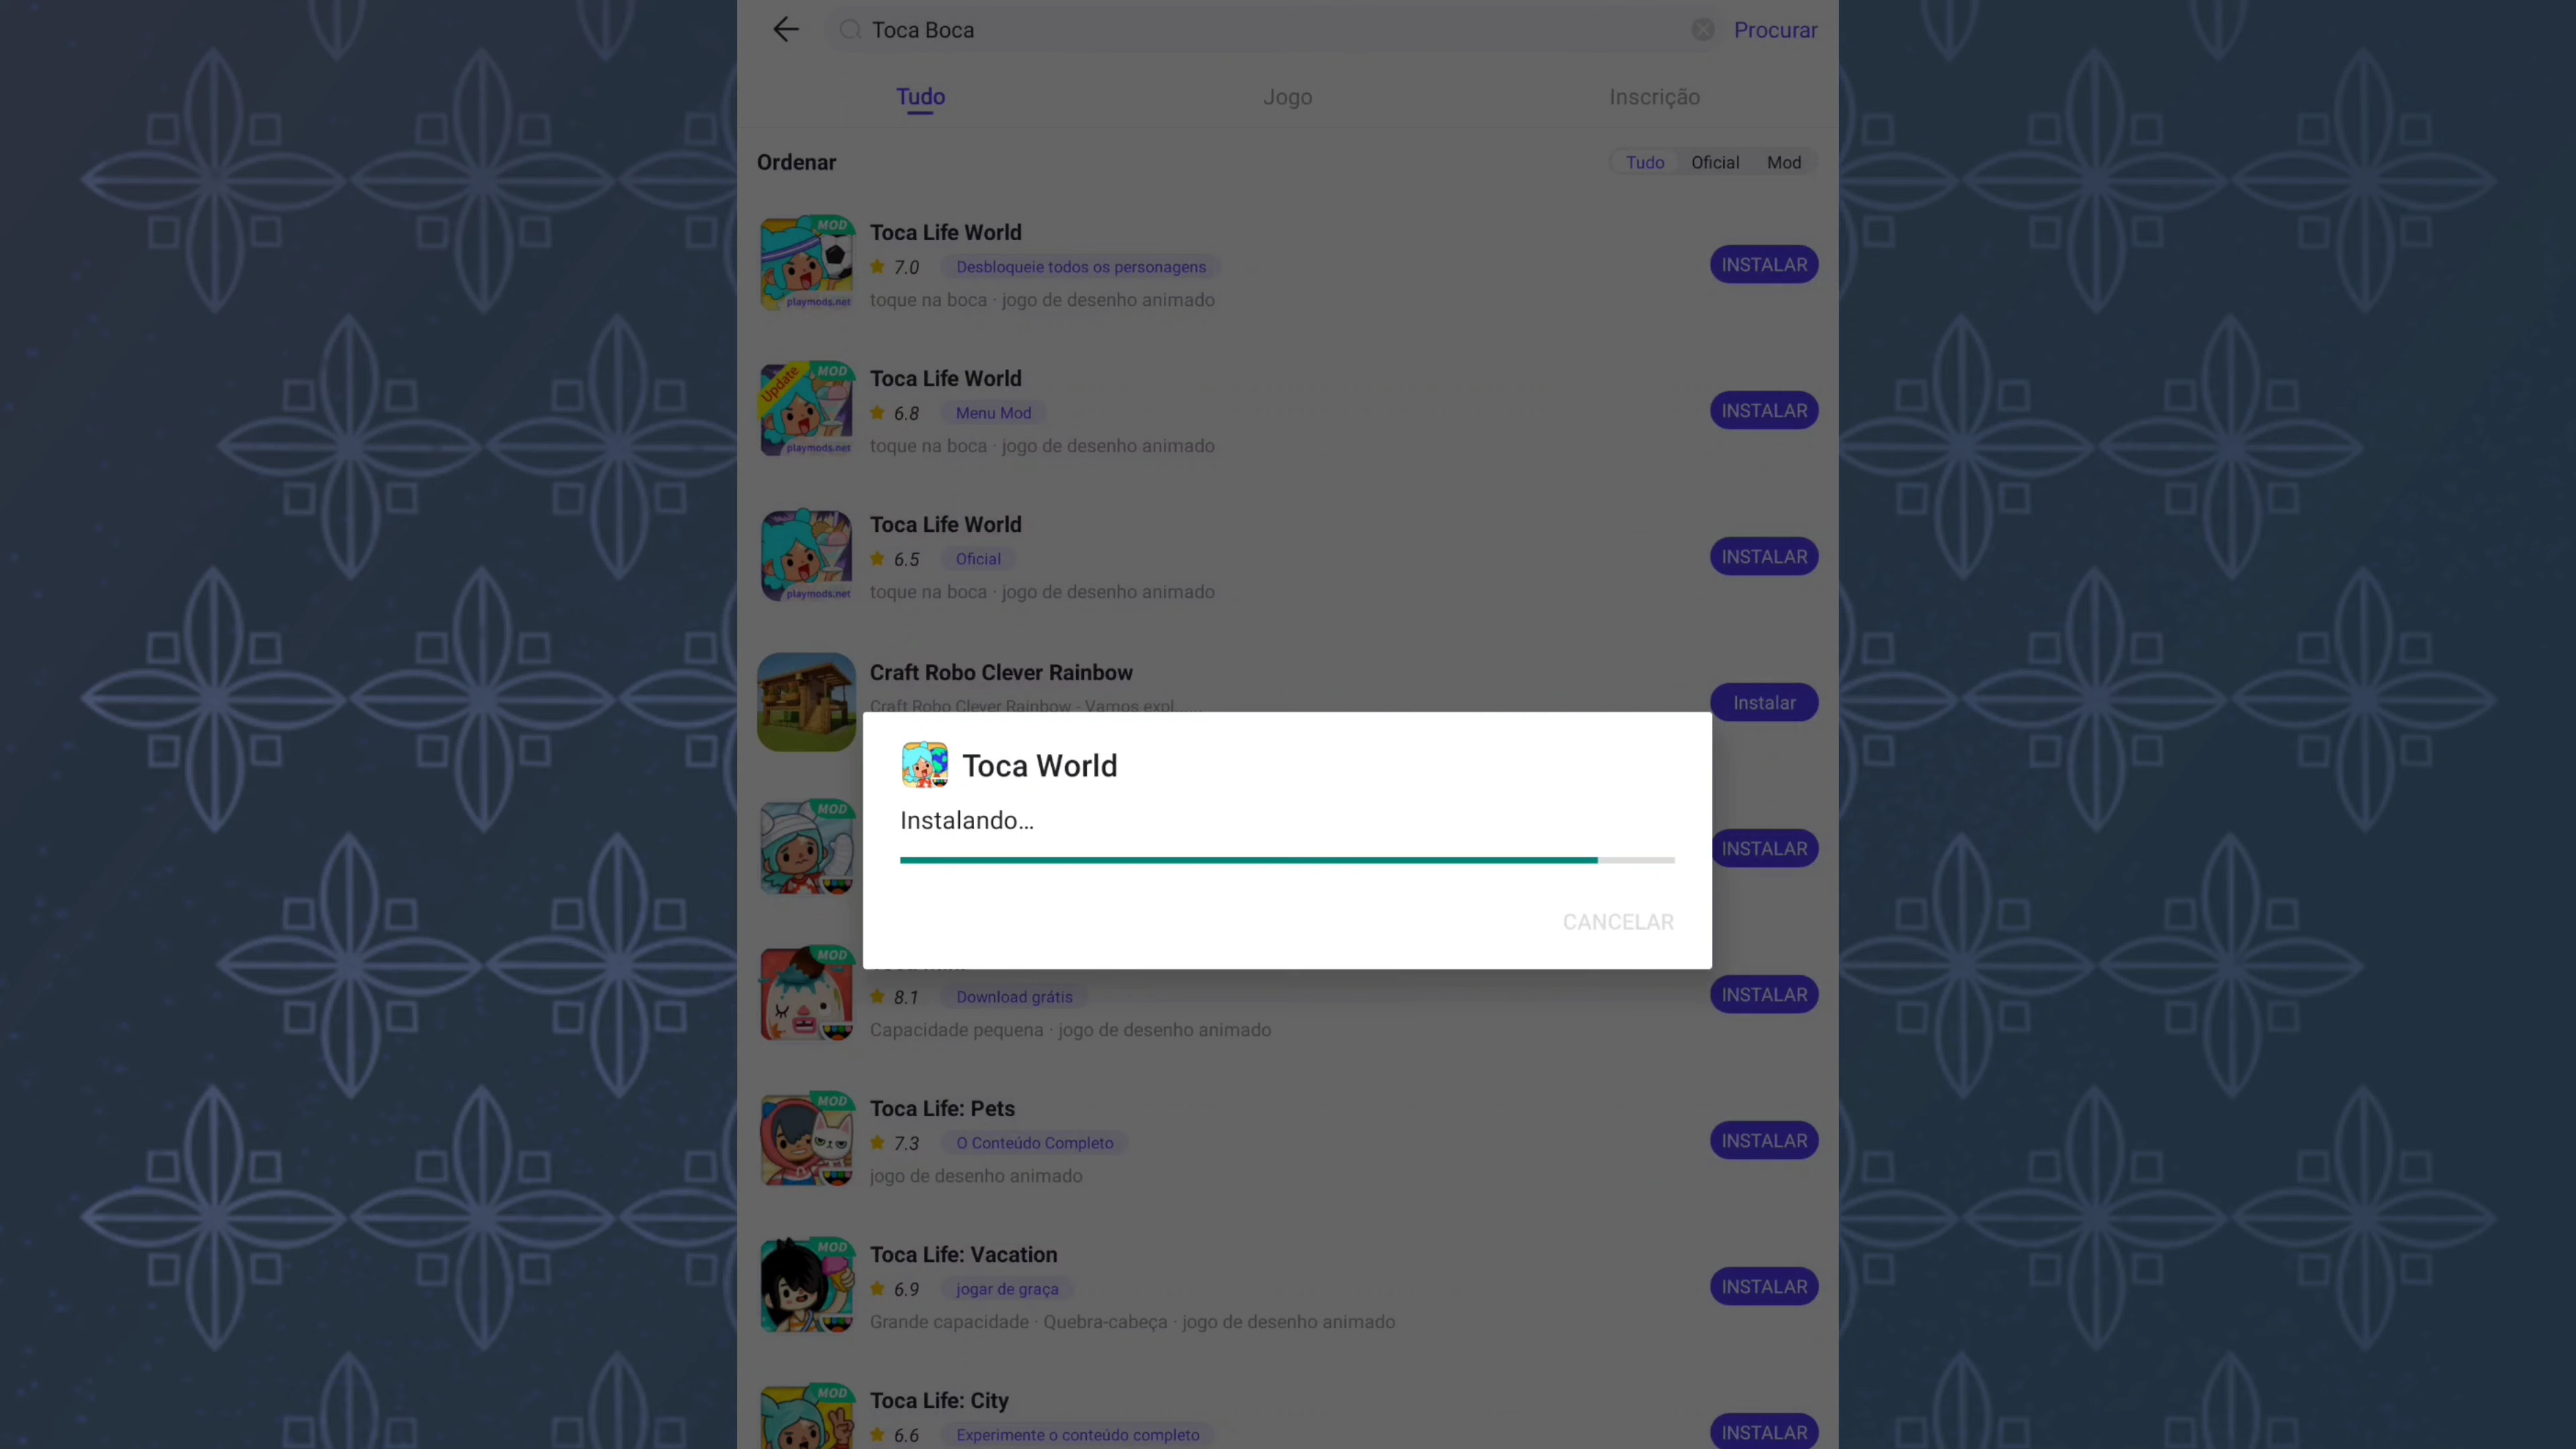 Toca Boca
Procurar
Tudo
Jogo
Inscrição
Ordenar
Tudo
Oficial
Mod
MOD
playmods.net
Toca Life World
7.0
Desbloqueie todos os personagens
toque na boca · jogo de desenho animado
INSTALAR
Update
MOD
playmods.net
Toca Life World
6.8
Menu Mod
toque na boca · jogo de desenho animado
INSTALAR
playmods.net
Toca Life World
6.5
Oficial
toque na boca · jogo de desenho animado
INSTALAR
Craft Robo Clever Rainbow
Craft Robo Clever Rainbow - Vamos expl......
Instalar
Toca World
Instalando…
CANCELAR
MOD
INSTALAR
MOD
8.1
Download grátis
Capacidade pequena · jogo de desenho animado
INSTALAR
MOD
Toca Life: Pets
7.3
O Conteúdo Completo
jogo de desenho animado
INSTALAR
MOD
Toca Life: Vacation
6.9
jogar de graça
Grande capacidade · Quebra-cabeça · jogo de desenho animado
INSTALAR
MOD
Toca Life: City
6.6
Experimente o conteúdo completo
INSTALAR